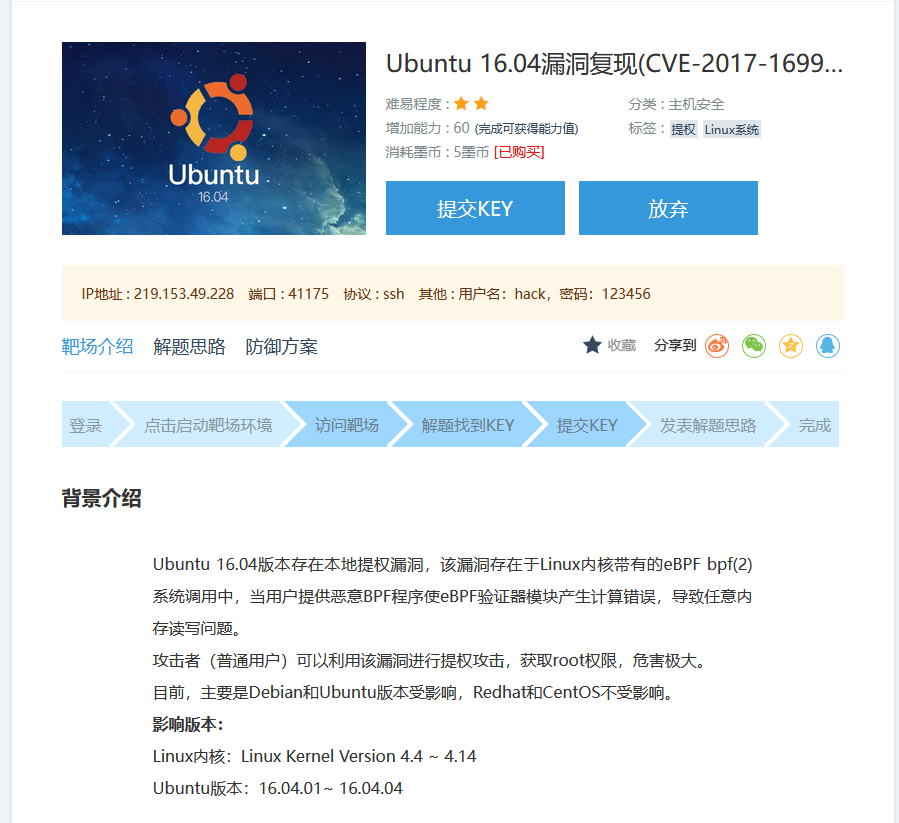 Ubuntu
16.04
Ubuntu 16.04漏洞复现(CVE-2017-1699...
难易程度：
分类：主机安全
增加能力：60 (完成可获得能力值)
标签：提权 Linux系统
消耗墨币：5墨币 [已购买]
提交KEY
放弃
IP地址 : 219.153.49.228 端口 : 41175 协议 : ssh 其他 : 用户名：hack，密码：123456
靶场介绍 解题思路 防御方案
收藏 分享到
登录 点击启动靶场环境 访问靶场 解题找到KEY 提交KEY 发表解题思路 完成
背景介绍
Ubuntu 16.04版本存在本地提权漏洞，该漏洞存在于Linux内核带有的eBPF bpf(2)
系统调用中，当用户提供恶意BPF程序使eBPF验证器模块产生计算错误，导致任意内
存读写问题。
攻击者（普通用户）可以利用该漏洞进行提权攻击，获取root权限，危害极大。
目前，主要是Debian和Ubuntu版本受影响，Redhat和CentOS不受影响。
影响版本：
Linux内核：Linux Kernel Version 4.4 ~ 4.14
Ubuntu版本：16.04.01~ 16.04.04